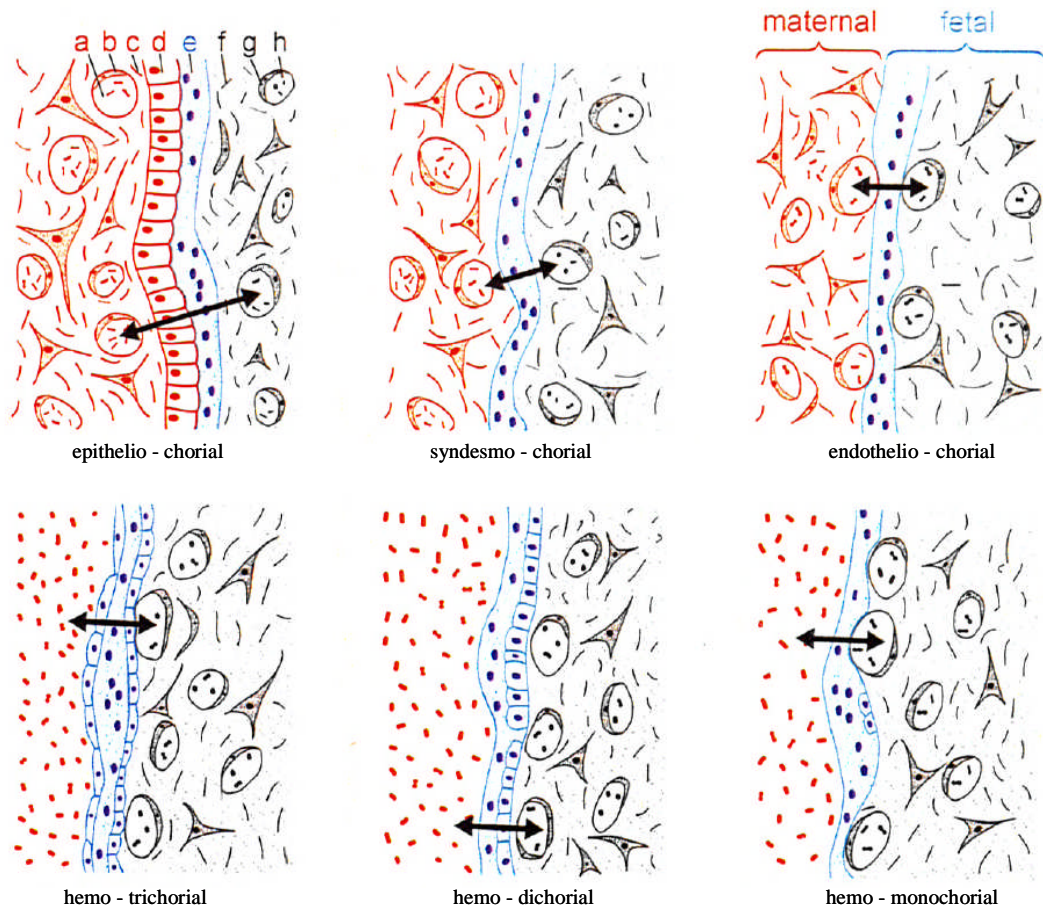 maternal fetal
a b c d e f g h
epithelio - chorial
syndesmo - chorial
endothelio - chorial
hemo - trichorial
hemo - dichorial
hemo - monochorial